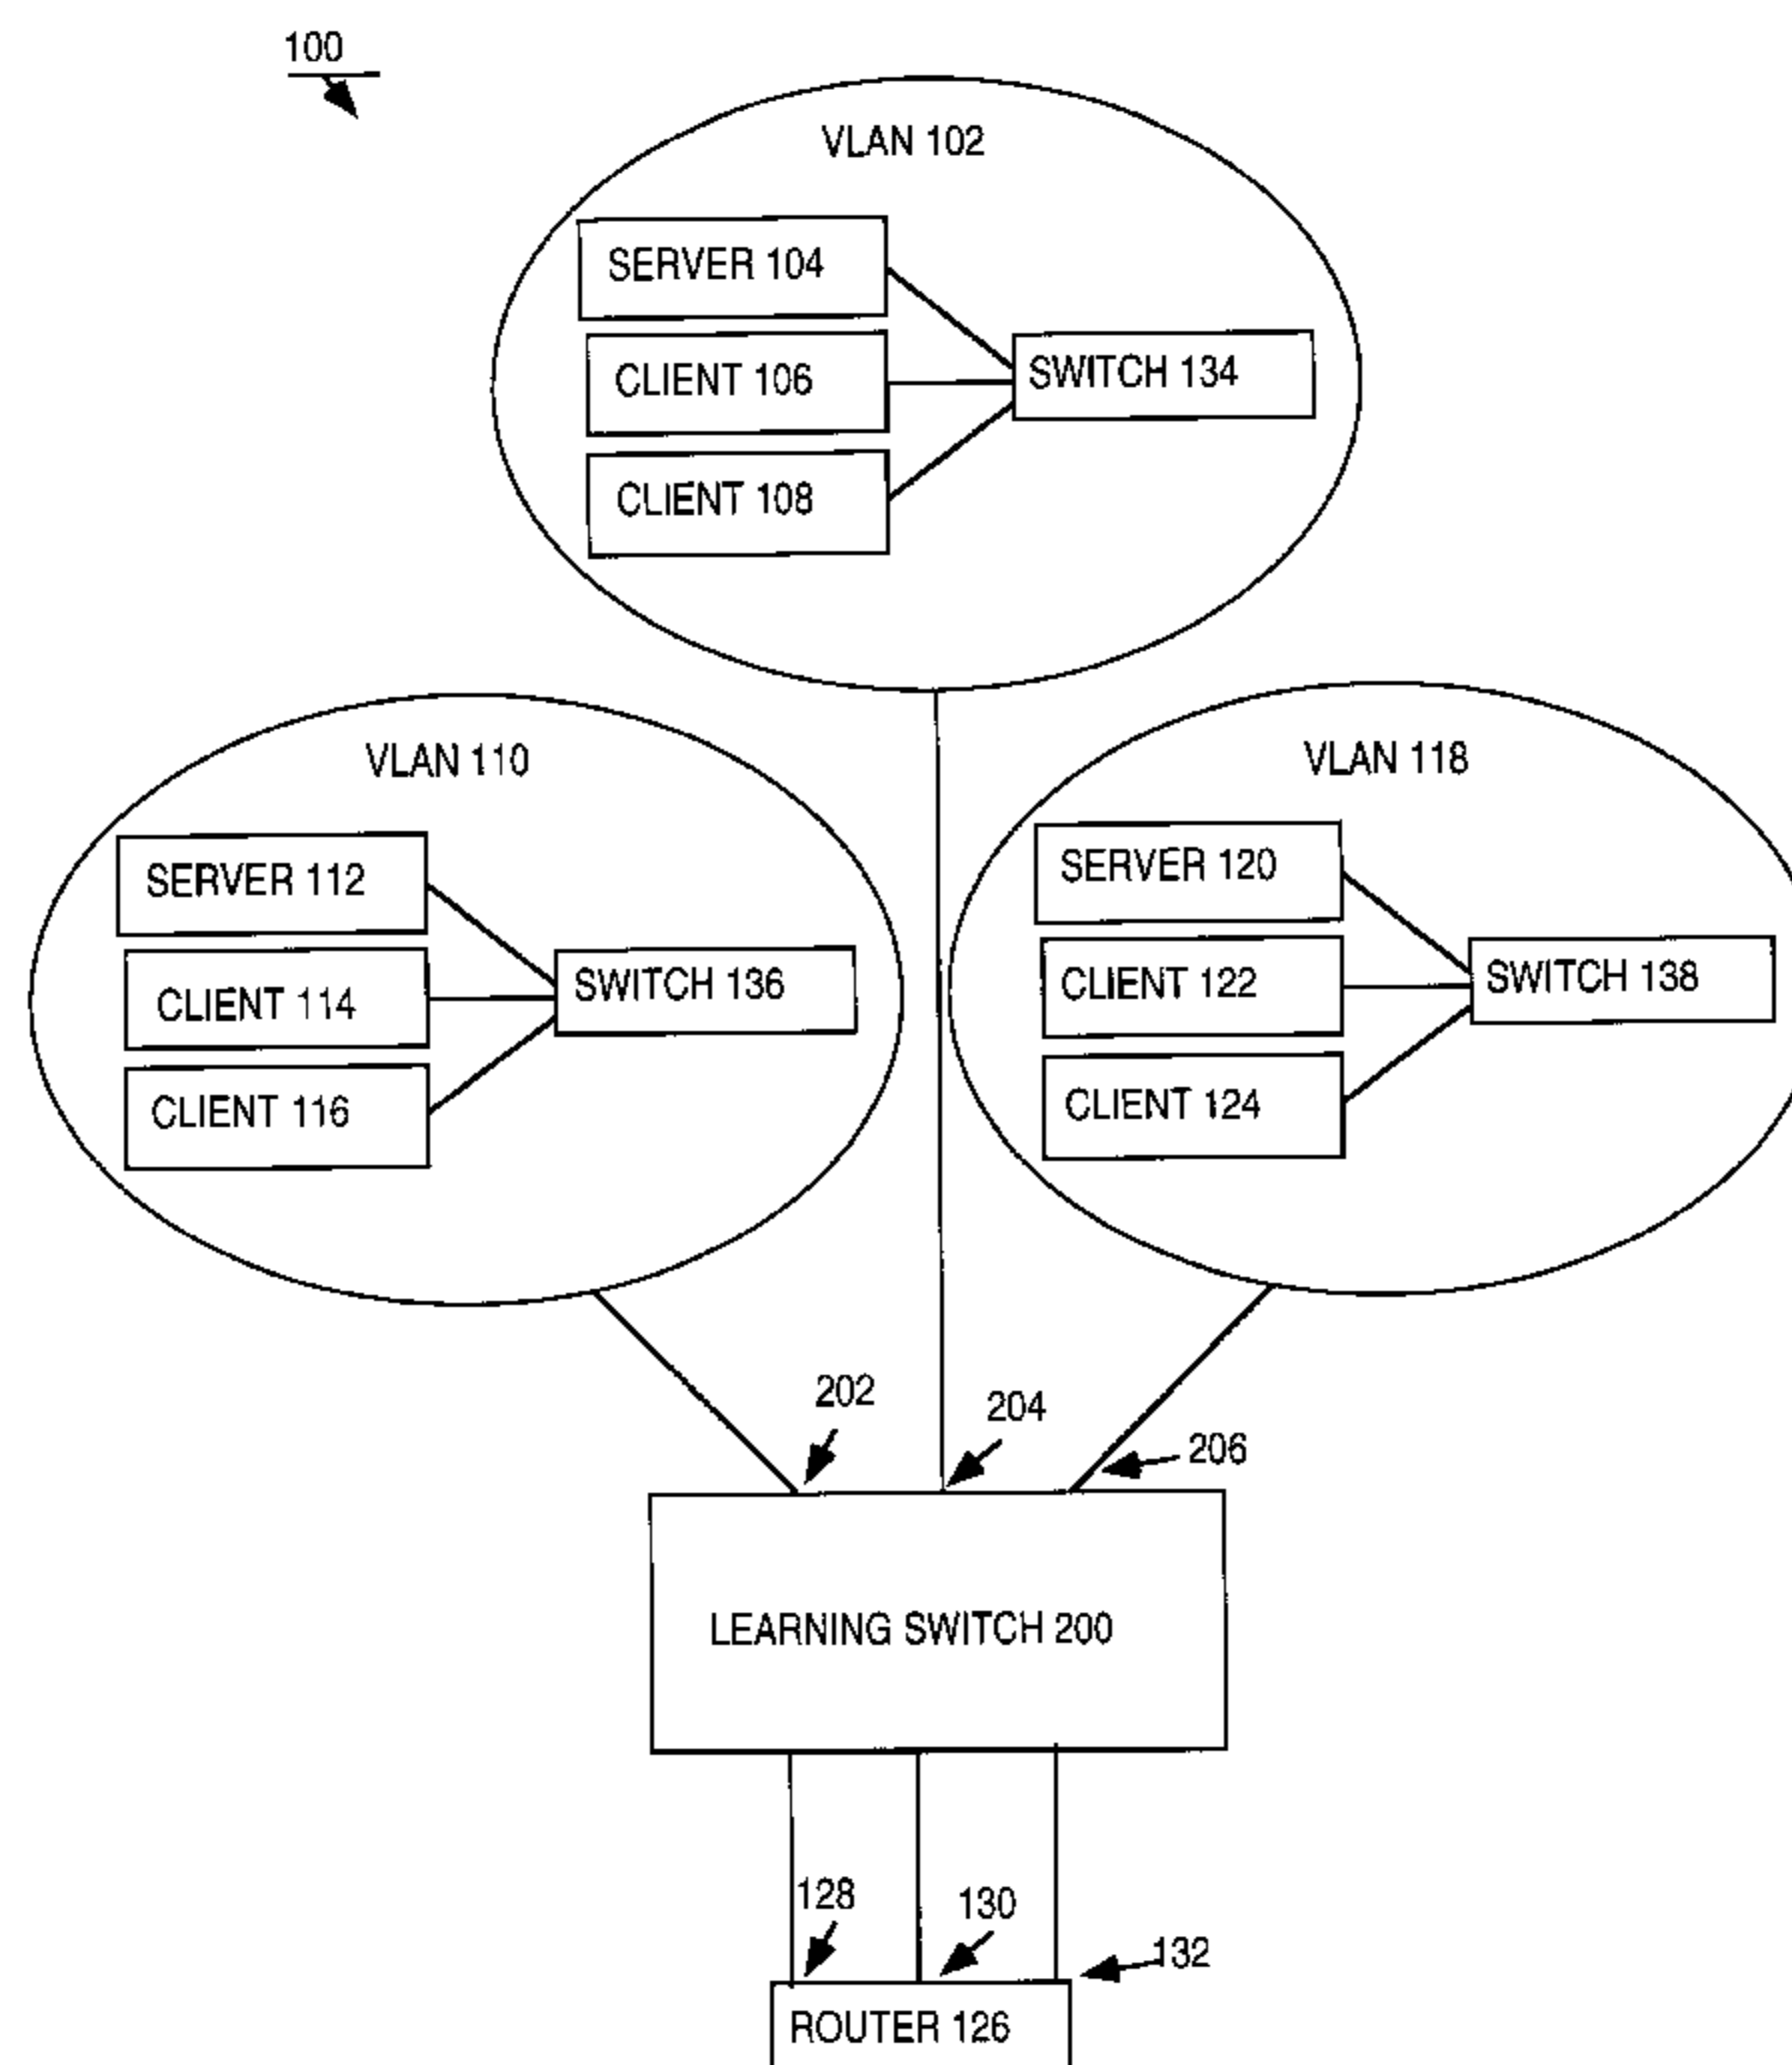 100
VLAN 102
SERVER 104
CLIENT 106
SWITCH 134
CLIENT 108
VLAN 110
SERVER 112
CLIENT 114
SWITCH 136
CLIENT 116
VLAN 118
SERVER 120
CLIENT 122
SWITCH 138
CLIENT 124
202
204
206
LEARNING SWITCH 200
128
130
132
ROUTER 126